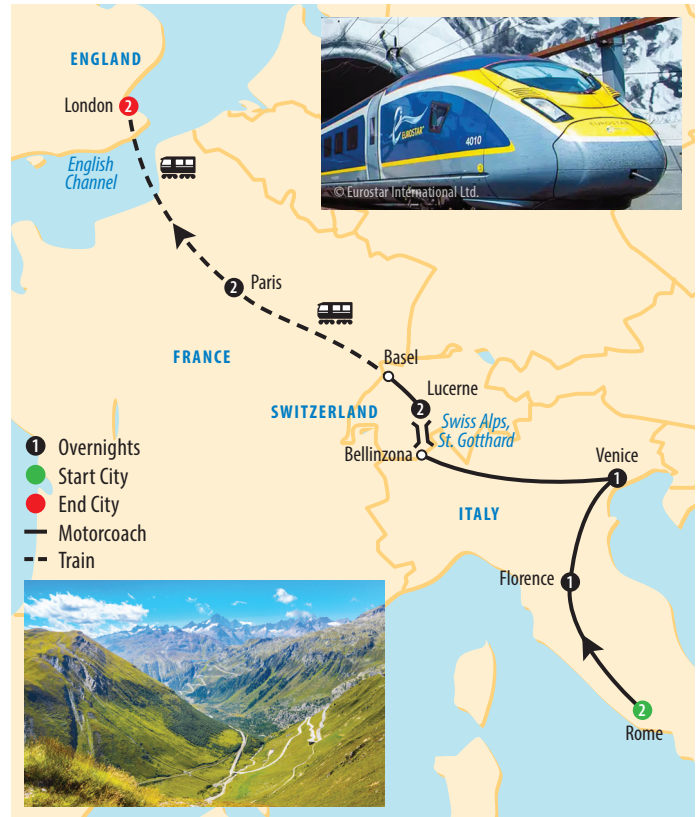 ENGLAND
London 2
English
Channel
EUROSTAR
4010
EUROSTAR
© Eurostar International Ltd.
2 Paris
FRANCE
Basel
Lucerne
2
SWITZERLAND
Swiss Alps,
St. Gotthard
Bellinzona
Venice
1
ITALY
Florence 1
2
Rome
1 Overnights
Start City
End City
Motorcoach
Train